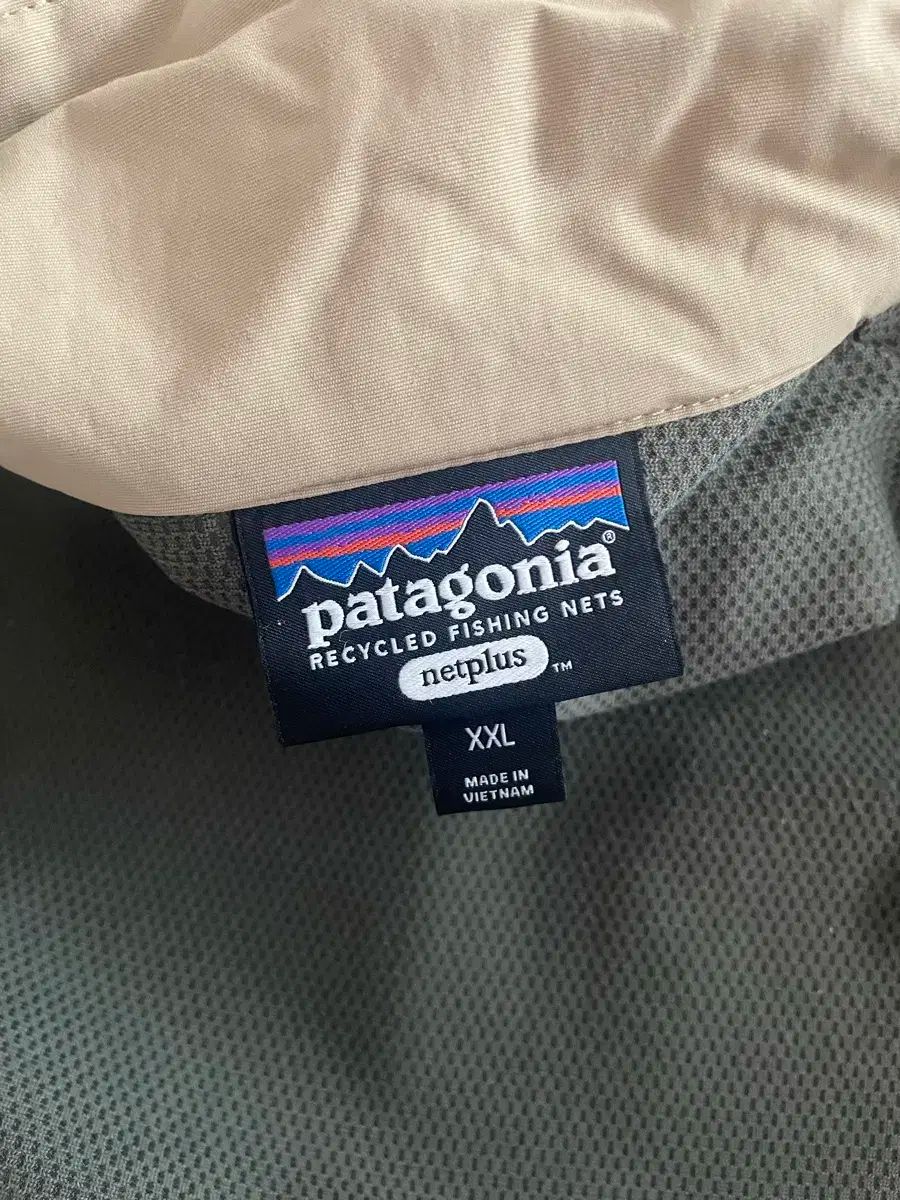 patagonia®
RECYCLED FISHING NETS
netplus™
XXL
MADE IN
VIETNAM